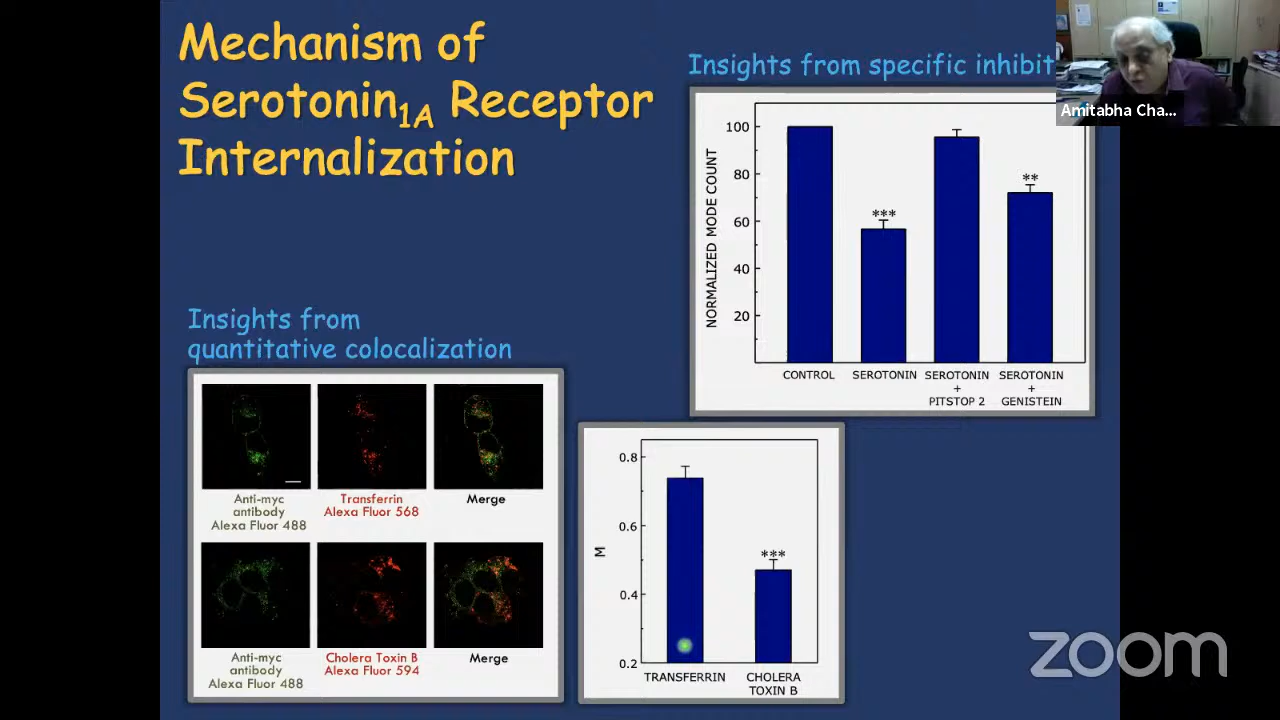 Mechanism of
Serotonin1A Receptor
Internalization
Insights from specific inhibit
Amitabha Cha...
NORMALIZED MODE COUNT
100
80
60
40
20
***
**
CONTROL
SEROTONIN
SEROTONIN
+
PITSTOP 2
SEROTONIN
+
GENISTEIN
Insights from
quantitative colocalization
Anti-myc
antibody
Alexa Fluor 488
Transferrin
Alexa Fluor 568
Merge
Anti-myc
antibody
Alexa Fluor 488
Cholera Toxin B
Alexa Fluor 594
Merge
M
0.8
0.6
0.4
0.2
***
TRANSFERRIN
CHOLERA
TOXIN B
zoom